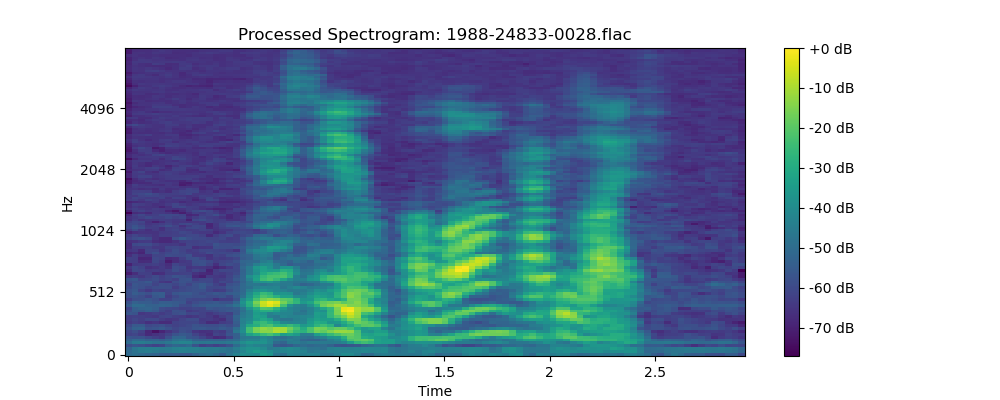 Processed Spectrogram: 1988-24833-0028.flac
Hz
4096
2048
1024
512
0
0
0.5
1
1.5
2
2.5
Time
+0 dB
-10 dB
-20 dB
-30 dB
-40 dB
-50 dB
-60 dB
-70 dB